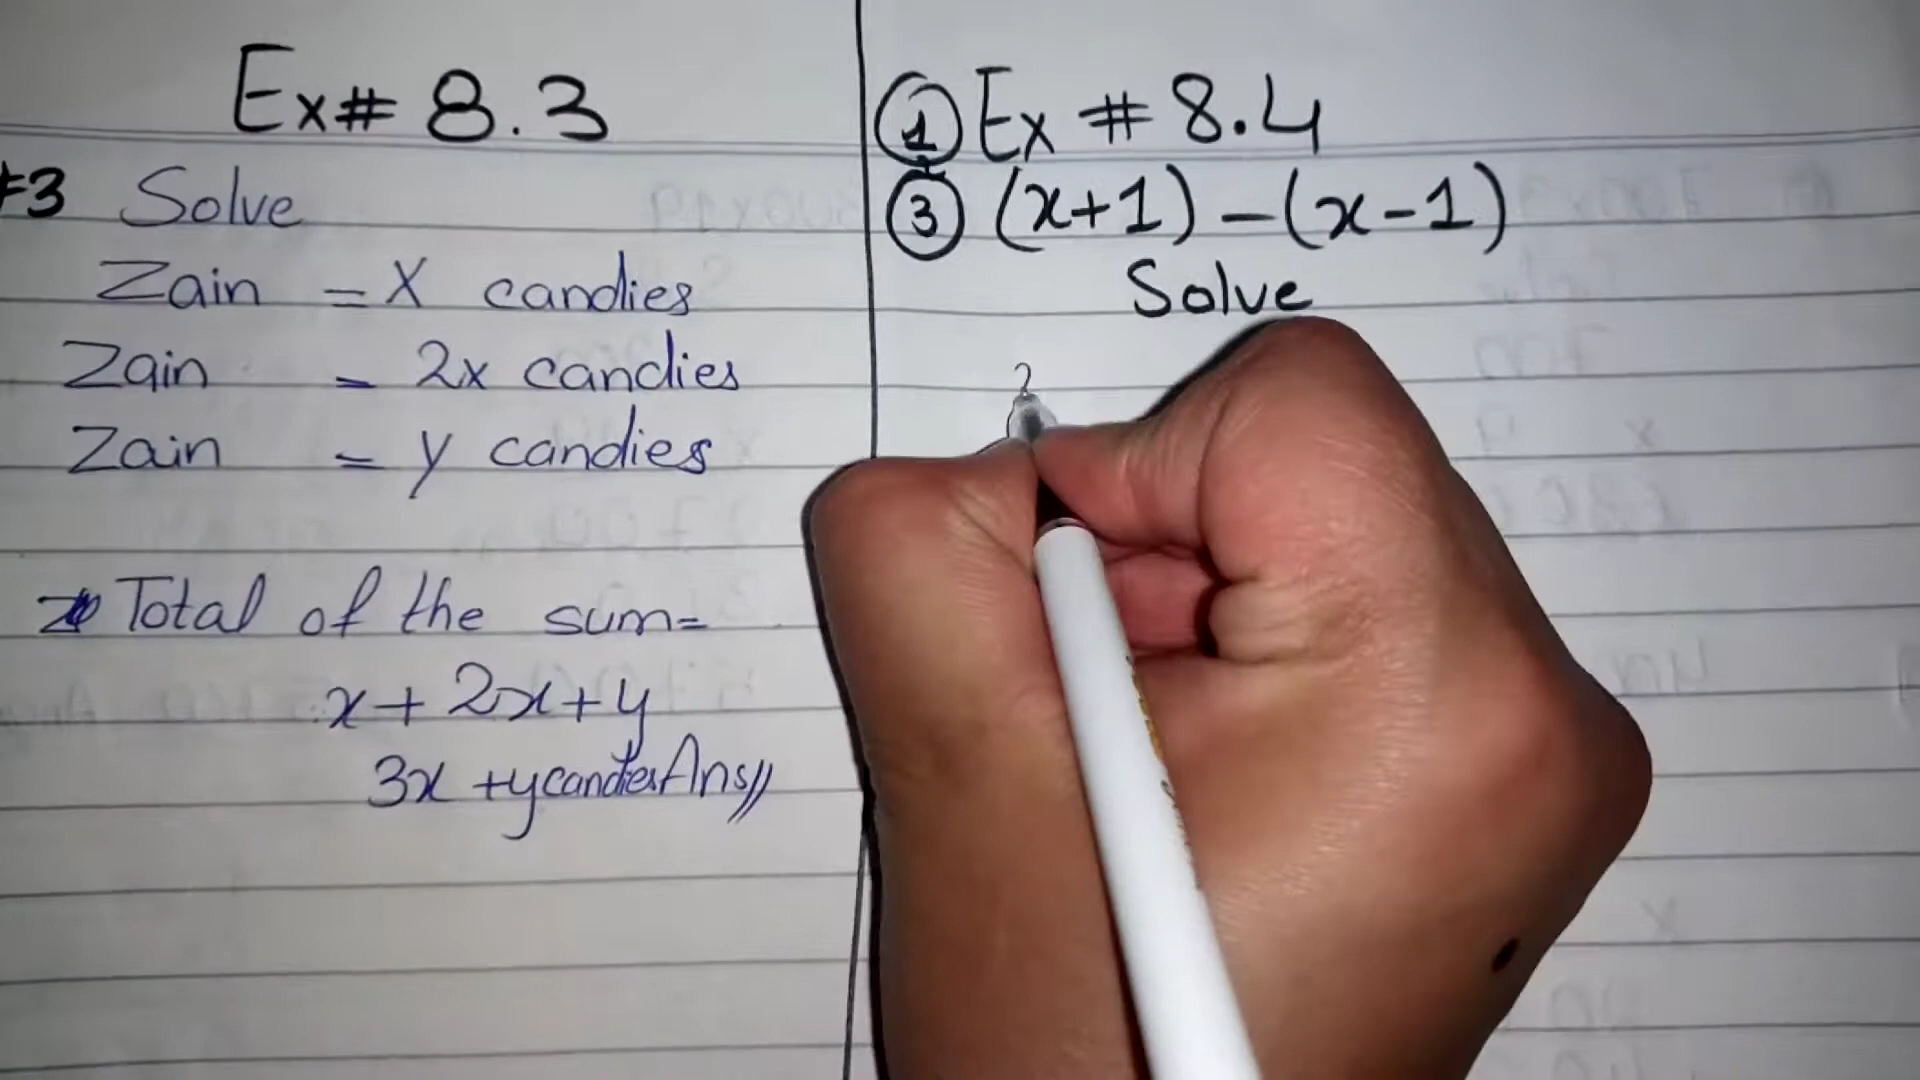 Ex# 8.3
#3 Solve
Zain = X candies
Zain = 2x candies
Zain = y candies
Total of the sum=
x + 2x + y
3x + y candies Ans//
① Ex # 8.4
③ (x+1) - (x-1)
Solve